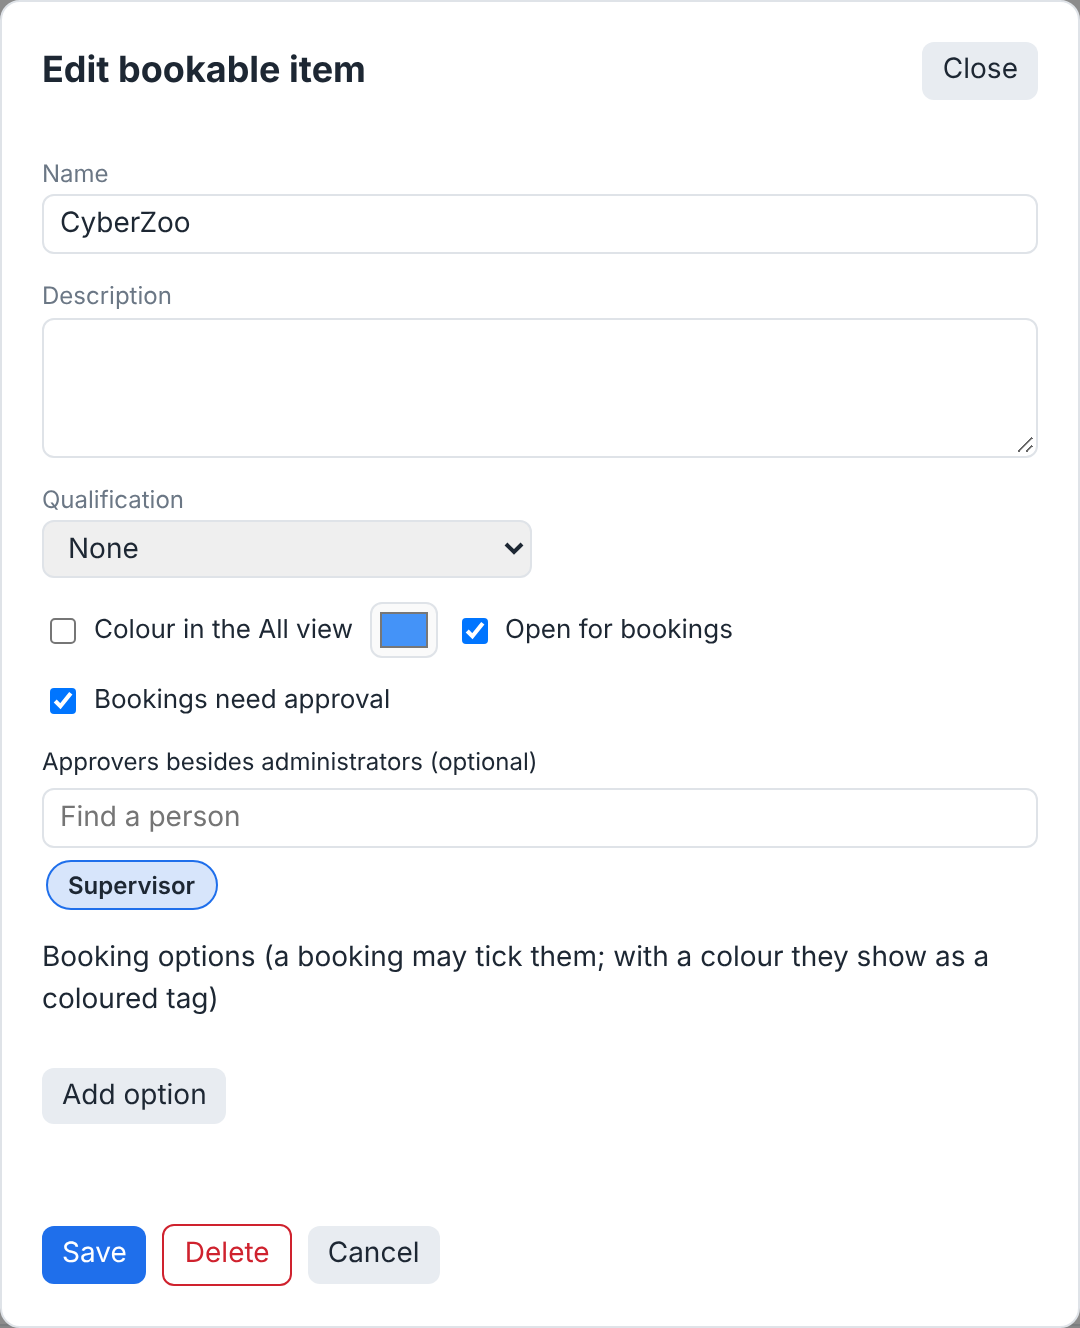 Edit bookable item
Close
Name
CyberZoo
Description
Qualification
None
Colour in the All view
Open for bookings
Bookings need approval
Approvers besides administrators (optional)
Find a person
Supervisor
Booking options (a booking may tick them; with a colour they show as a
coloured tag)
Add option
Save
Delete
Cancel